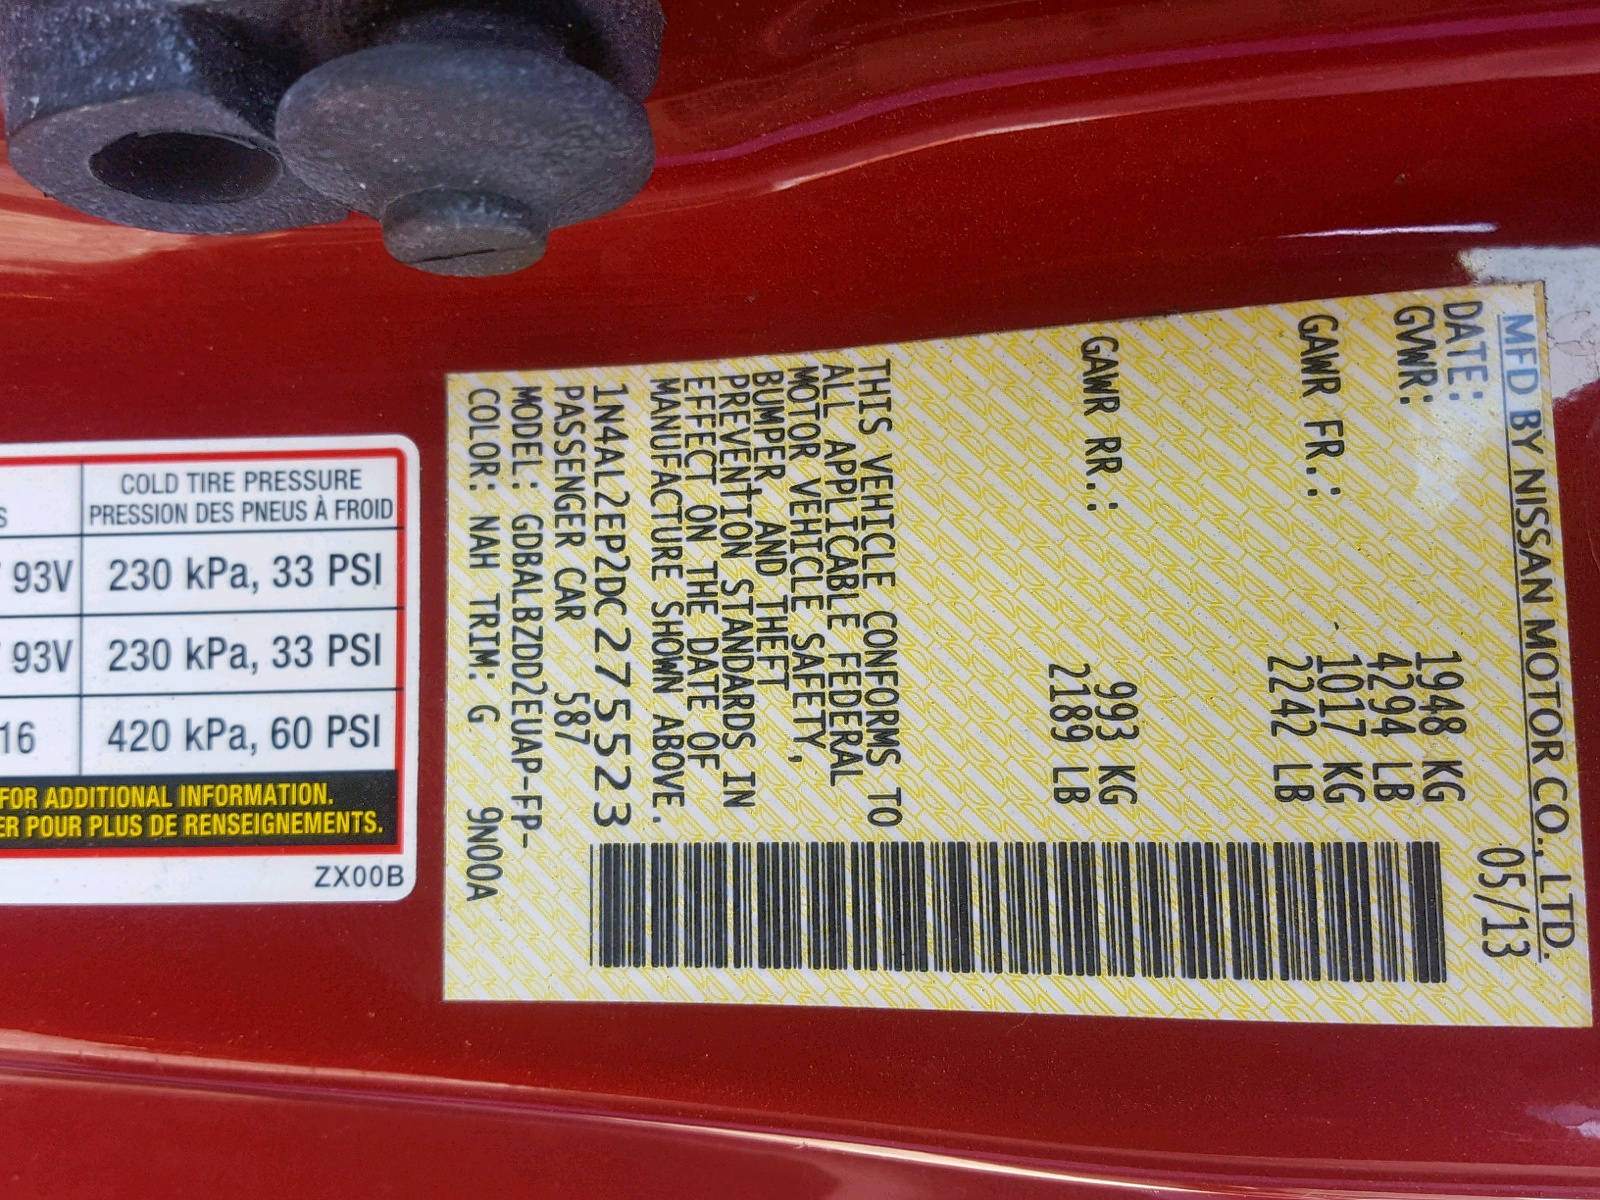 MFD BY NISSAN MOTOR CO., LTD.
DATE: 05/13
GVWR: 1948 KG
4294 LB
GAWR FR.: 1017 KG
2242 LB
GAWR RR.: 993 KG
2189 LB
THIS VEHICLE CONFORMS TO
ALL APPLICABLE FEDERAL
MOTOR VEHICLE SAFETY,
BUMPER, AND THEFT
PREVENTION STANDARDS IN
EFFECT ON THE DATE OF
MANUFACTURE SHOWN ABOVE.
1N4AL2EP2DC275523
PASSENGER CAR 587
MODEL: GDBALBZDD2EUAP-FP-
COLOR: NAH TRIM: G 9N00A
COLD TIRE PRESSURE
S PRESSION DES PNEUS À FROID
93V 230 kPa, 33 PSI
93V 230 kPa, 33 PSI
16 420 kPa, 60 PSI
FOR ADDITIONAL INFORMATION.
ER POUR PLUS DE RENSEIGNEMENTS.
ZX00B